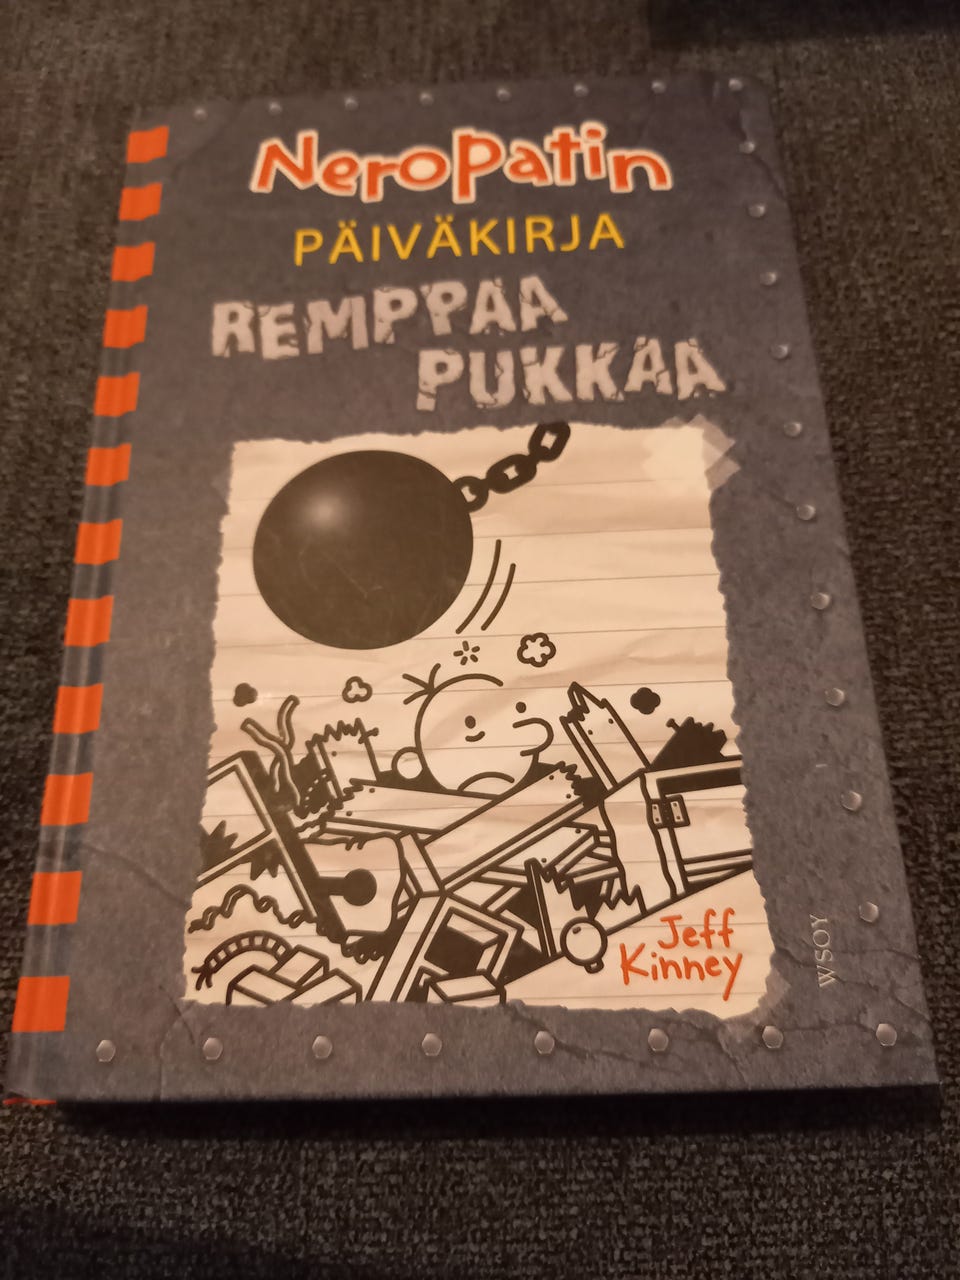 Neropatin
PÄIVÄKIRJA
REMPPAA
PUKKAA
Jeff
Kinney
WSOY